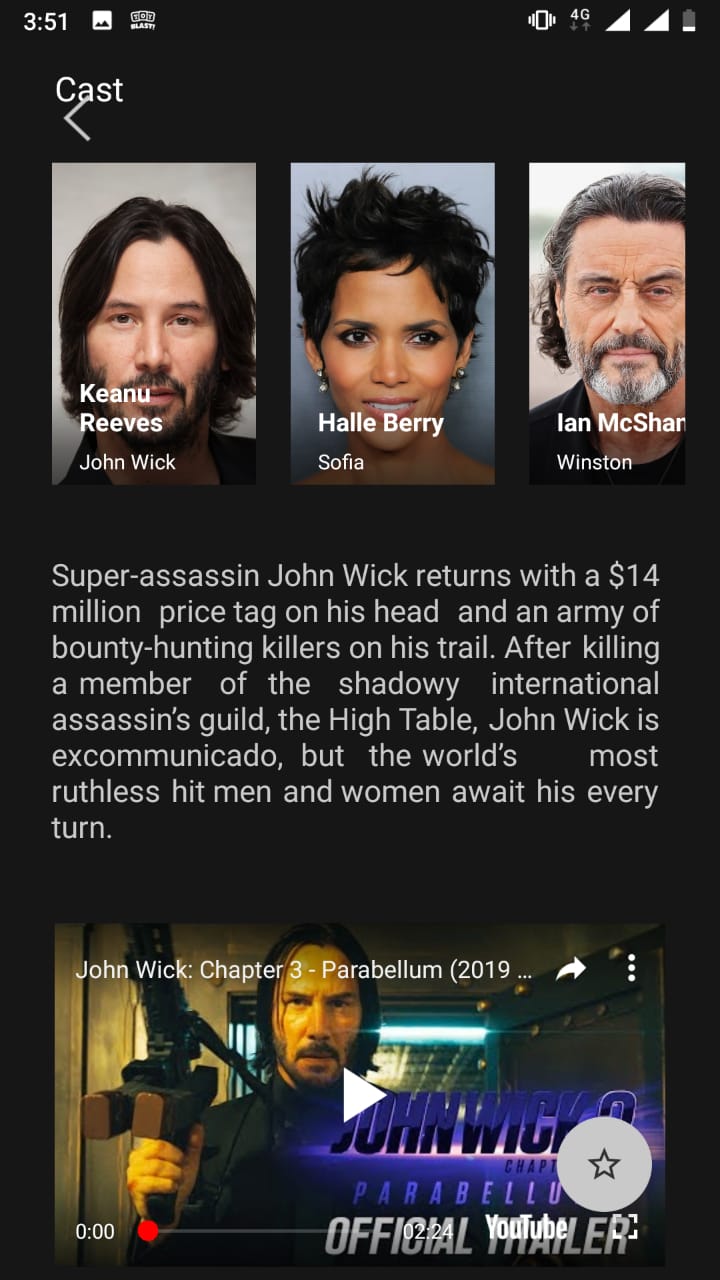 3:51
TOY
BLAST!
4G
Cast
Keanu
Reeves
John Wick
Halle Berry
Sofia
Ian McShan
Winston
Super-assassin John Wick returns with a $14
million price tag on his head and an army of
bounty-hunting killers on his trail. After killing
a member of the shadowy international
assassin’s guild, the High Table, John Wick is
excommunicado, but the world’s most
ruthless hit men and women await his every
turn.
John Wick: Chapter 3 - Parabellum (2019 ...
JOHN WICK 3
CHAPT
PARABELLU
OFFICIAL TRAILER
0:00
02:24
YouTube